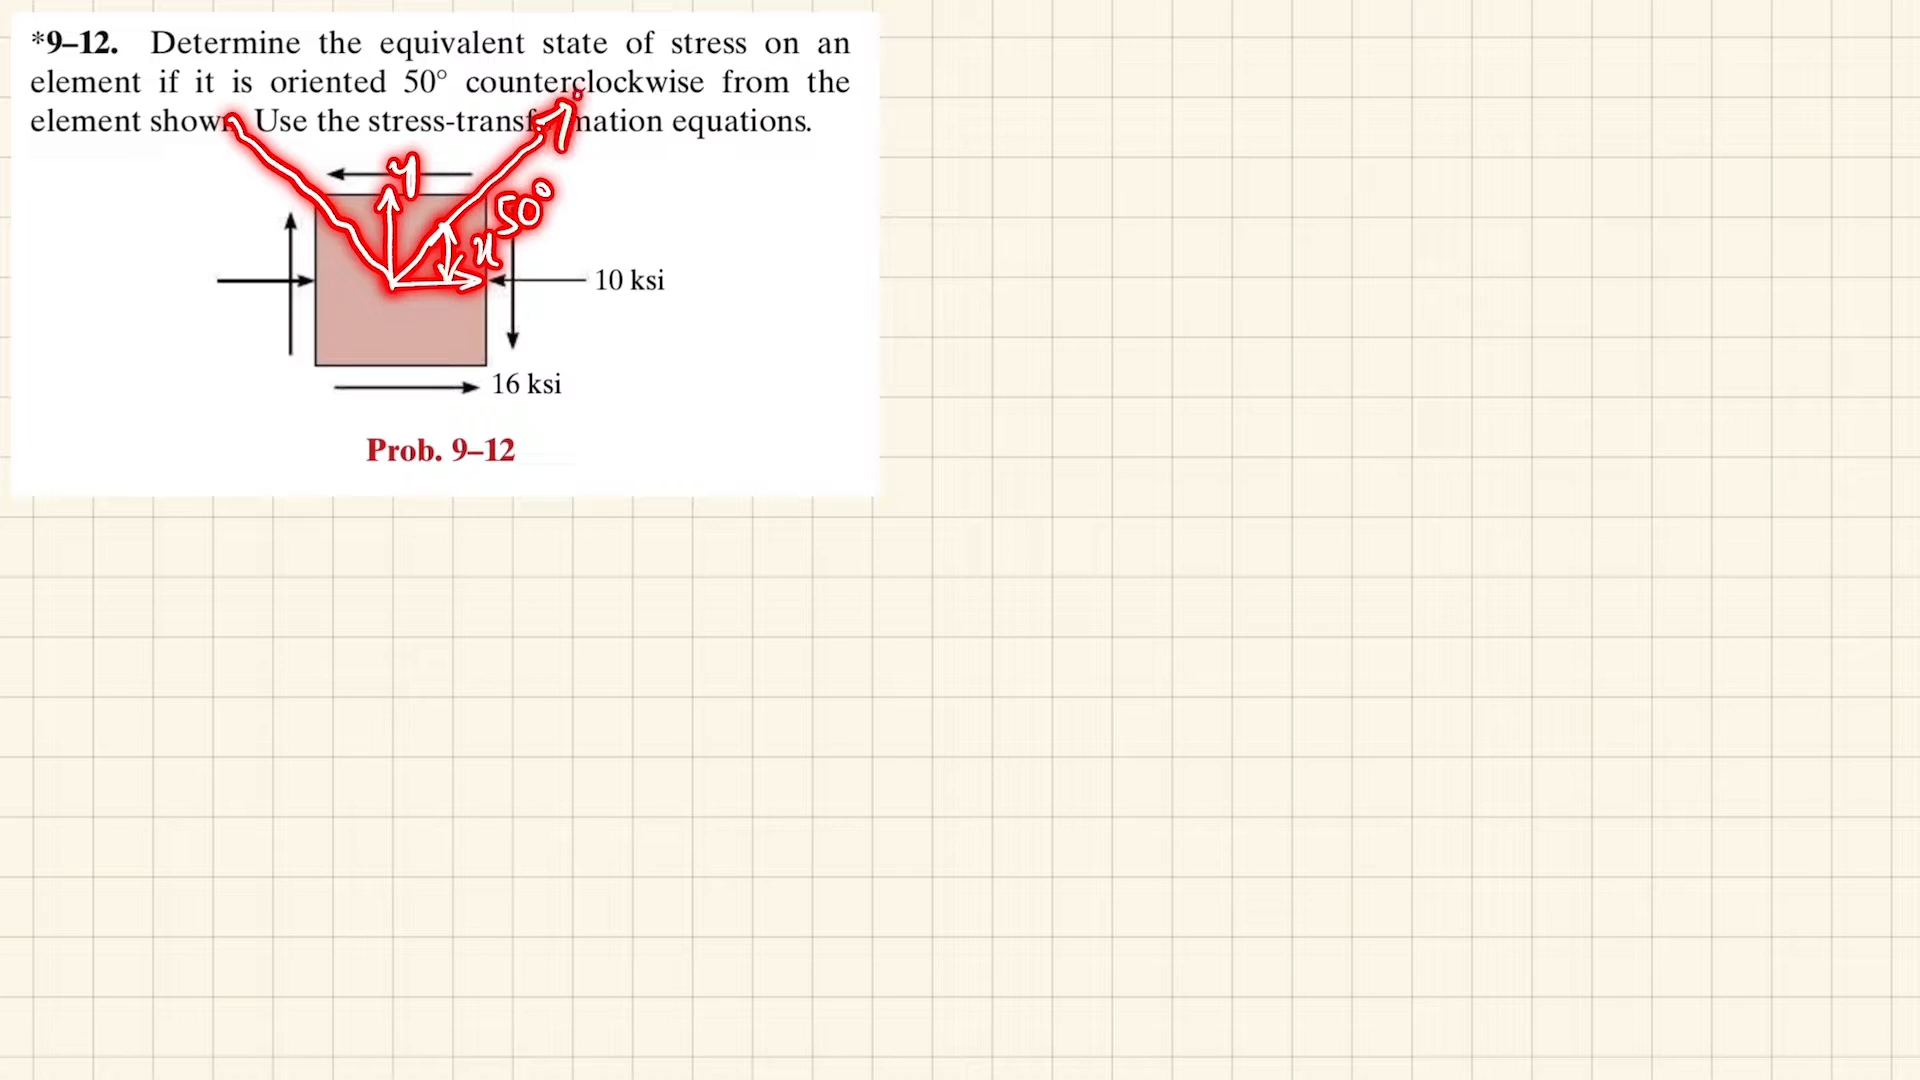 *9–12. Determine the equivalent state of stress on an
element if it is oriented 50° counterclockwise from the
element shown. Use the stress-transformation equations.
y
50°
x
10 ksi
16 ksi
Prob. 9–12